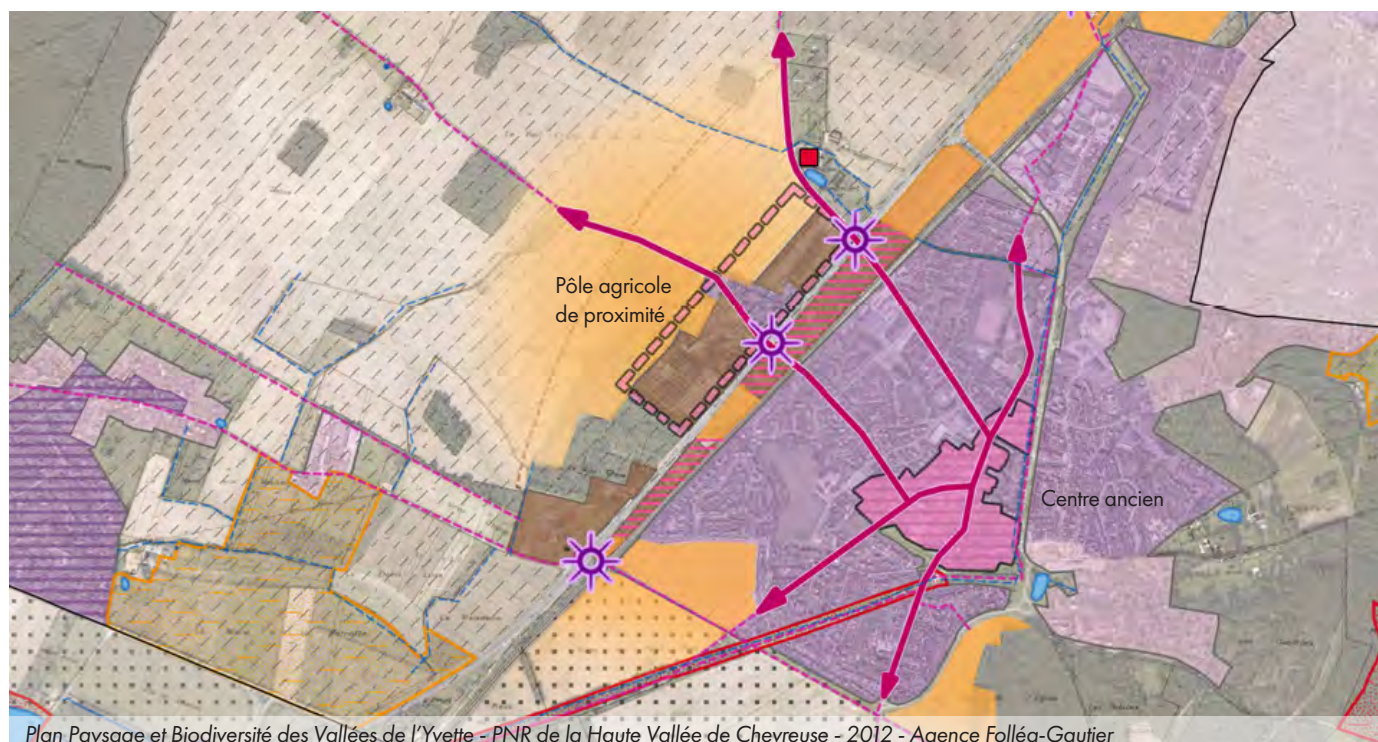 Pôle agricole
de proximité
Centre ancien
Plan Paysage et Biodiversité des Vallées de l'Yvette - PNR de la Haute Vallée de Chevreuse - 2012 - Agence Folléa-Gautier